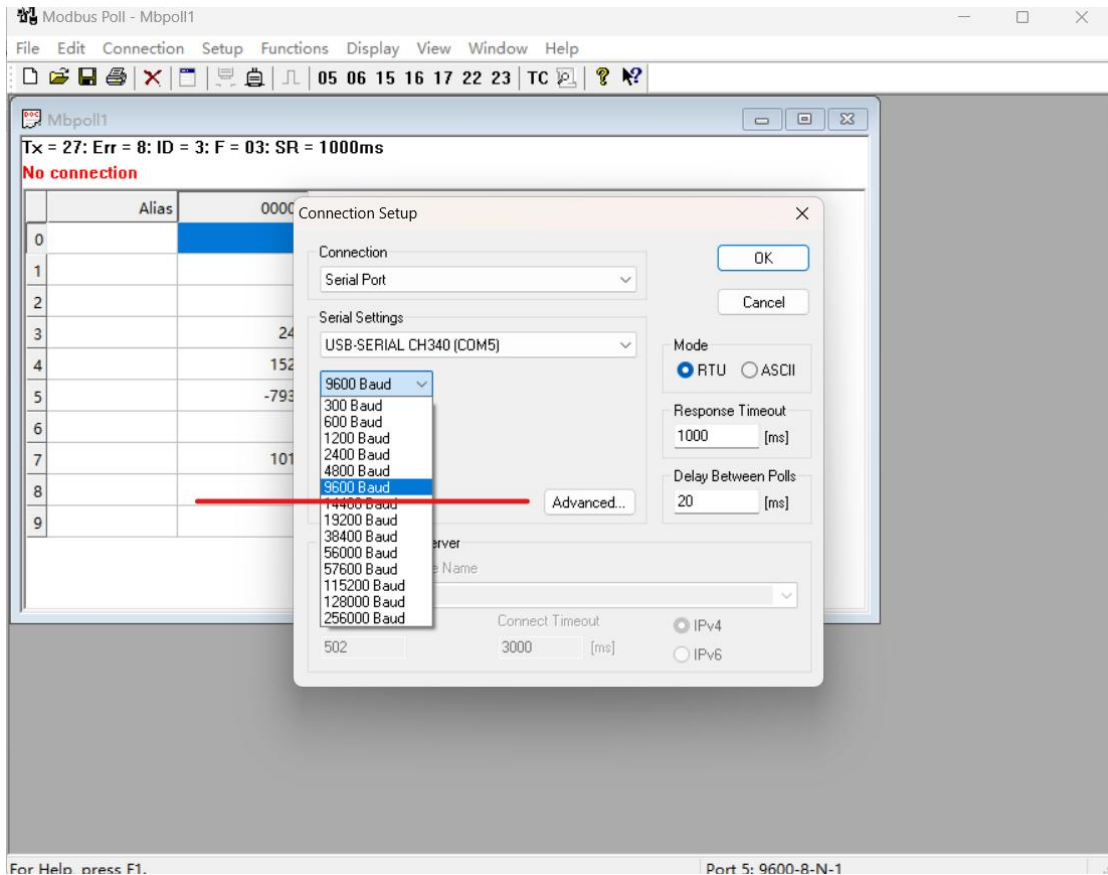 Modbus Poll - Mbpoll1
File Edit Connection Setup Functions Display View Window Help
05 06 15 16 17 22 23 TC
Mbpoll1
Tx = 27: Err = 8: ID = 3: F = 03: SR = 1000ms
No connection
Alias 0000
0
1
2
3 24
4 152
5 -793
6
7 101
8
9
Connection Setup
Connection
OK
Serial Port
Cancel
Serial Settings
USB-SERIAL CH340 (COM5)
Mode
RTU ASCII
9600 Baud
300 Baud
600 Baud
1200 Baud
2400 Baud
4800 Baud
9600 Baud
14400 Baud
19200 Baud
38400 Baud
56000 Baud
57600 Baud
115200 Baud
128000 Baud
256000 Baud
Response Timeout
1000 [ms]
Delay Between Polls
20 [ms]
Advanced...
Name
Connect Timeout
502 3000 [ms]
IPv4
IPv6
For Help, press F1.
Port 5: 9600-8-N-1